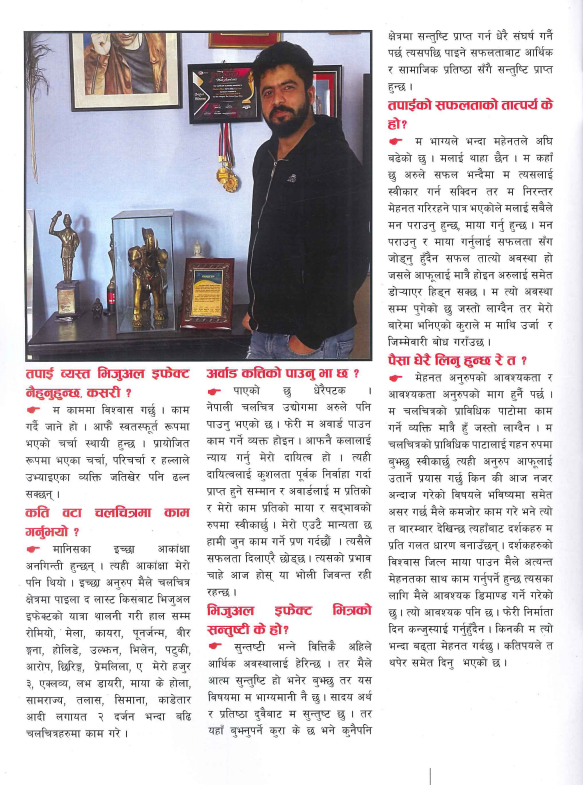 तपाई व्यस्त भिजुअल इफेक्ट
नैहुनुहुन्छ, कसरी ?
म काममा विश्वास गर्छु । काम
गर्दै जाने हो । आफै स्वतस्फूर्त रूपमा
भएको चर्चा स्थायी हुन्छ । प्रायोजित
रूपमा भएका चर्चा, परिचर्चा र हल्लाले
उभ्याइएका व्यक्ति जतिखेर पनि ढल्न
सक्छन् ।
कति वटा चलचित्रमा काम
गर्नुभयो ?
मानिसका इच्छा आकांक्षा
अनगिन्ती हुन्छन् । त्यही आकांक्षा मेरो
पनि थियो । इच्छा अनुरुप मैले चलचित्र
क्षेत्रमा पाइला द लास्ट किसबाट भिजुअल
इफेक्टको यात्रा थालनी गरी हाल सम्म
रोमियो, मेला, कायरा, पूनर्जन्म, वीर
ङ्गना, होलिडे, उल्फन, भिलेन, पटुकी,
आरोप, छिरिङ्ग, प्रेमलिला, ए मेरो हजुर
३, एक्लव्य, लभ डायरी, माया के होला,
सामराज्य, तलास, सिमाना, काडेतार
आदी लगायत २ दर्जन भन्दा बढि
चलचित्रहरुमा काम गरे ।
अर्वाड कत्तिको पाउनु भा छ ?
पाएको छु धेरैपटक ।
नेपाली चलचित्र उद्योगमा अरुले पनि
पाउनु भएको छ । फेरी म अवार्ड पाउन
काम गर्ने व्यक्त होइन । आफनै कलालाई
न्याय गर्नु मेरो दायित्व हो । त्यही
दायित्वलाई कुशलता पूर्वक निर्वाहा गर्दा
प्राप्त हुने सम्मान र अवार्डलाई म प्रतिको
र मेरो काम प्रतिको माया र सद्भावको
रुपमा स्वीकार्छु । मेरो एउटै मान्यता छ
हामी जुन काम गर्ने प्रण गर्दछौं । त्यसैले
सफलता दिलाएरै छोड्छ । त्यसको प्रभाव
चाहे आज होस् या भोली जिवन्त रही
रहन्छ ।
भिजुअल इफेक्ट भित्रको
सन्तुष्टी के हो?
सुन्तष्टी भन्ने वित्तिकै अहिले
आर्थिक अवस्थालाई हेरिन्छ । तर मैले
आत्म सुन्तुष्टि हो भनेर बुभछु तर यस
विषयमा म भाग्यमानी नै छु । सादय अर्थ
र प्रतिष्ठा दुवैबाट म सुन्तुष्ट छु । तर
यहाँ बुभनुपर्ने कुरा के छ भने कुनैपनि
क्षेत्रमा सन्तुष्टि प्राप्त गर्न धेरै संघर्ष गर्नै
पर्छ त्यसपछि पाइने सफलताबाट आर्थिक
र सामाजिक प्रतिष्ठा सँगै सन्तुष्टि प्राप्त
हुन्छ ।
तपाईको सफलताको तात्पर्य के
हो?
म भाग्यले भन्दा महेनतले अघि
बढेको छु । मलाई थाहा छैन । म कहाँ
छु अरुले सफल भन्दैमा म त्यसलाई
स्वीकार गर्न सक्दिन तर म निरन्तर
मेहनत गरिरहने पात्र भएकोले मलाई सबैले
मन पराउनु हुन्छ, माया गर्नु हुन्छ । मन
पराउनु र माया गर्नुलाई सफलता सँग
जोड्नु हुँदैन सफल तात्यो अवस्था हो
जसले आफूलाई मात्रै होइन अरुलाई समेत
डोऱ्याएर हिड्न सक्छ । म त्यो अवस्था
सम्म पुगेको छु जस्तो लाग्दैन तर मेरो
बारेमा भनिएको कुराले म माथि उर्जा र
जिम्मेवारी बोध गराउँछ ।
पैसा धेरै लिनु हुन्छ रे त ?
मेहनत अनुरुपको आवश्यकता र
आवश्यकता अनुरुपको माग हुनै पर्छ ।
म चलचित्रको प्राविधिक पाटोमा काम
गर्ने व्यक्ति मात्रै हुँ जस्तो लाग्दैन । म
चलचित्रको प्राविधिक पाटालाई गहन रुपमा
बुभछु स्वीकार्छु त्यही अनुरुप आफूलाई
उतार्ने प्रयास गर्छु किन की आज नजर
अन्दाज गरेको विषयले भविष्यमा समेत
असर गर्छ मैले कमजोर काम गरे भने त्यो
त बारम्बार देखिन्छ त्यहाँबाट दर्शकहरु म
प्रति गलत धारण बनाउँछन् । दर्शकहरुको
विश्वास जित्न माया पाउन मैले अत्यन्त
मेहनतका साथ काम गर्नुपर्ने हुन्छ त्यसका
लागि मैले आवश्यक डिमाण्ड गर्ने गरेको
छु । त्यो आवश्यक पनि छ । फेरी निर्माता
दिन कन्जुस्याई गर्नुहुँदैन । किनकी म त्यो
भन्दा बढ्ता मेहनत गर्दछु । कतिपयले त
थपेर समेत दिनु भएको छ ।